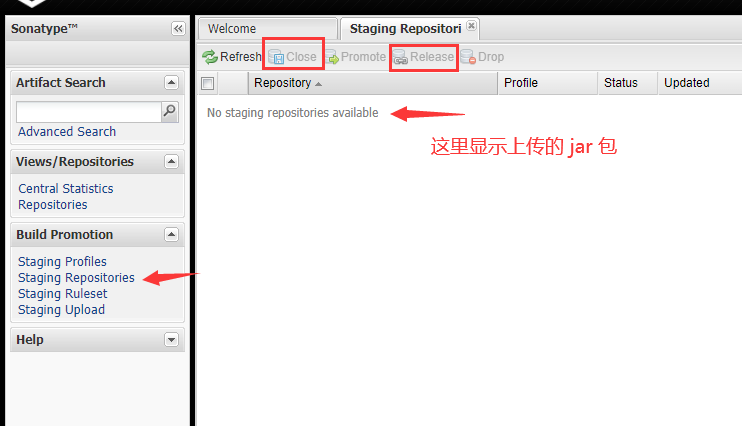 Sonatype™
Welcome
Staging Repositori
Refresh Close Promote Release Drop
Artifact Search
Advanced Search
Views/Repositories
Central Statistics
Repositories
Build Promotion
Staging Profiles
Staging Repositories
Staging Ruleset
Staging Upload
Help
Repository Profile Status Updated
No staging repositories available
这里显示上传的 jar 包